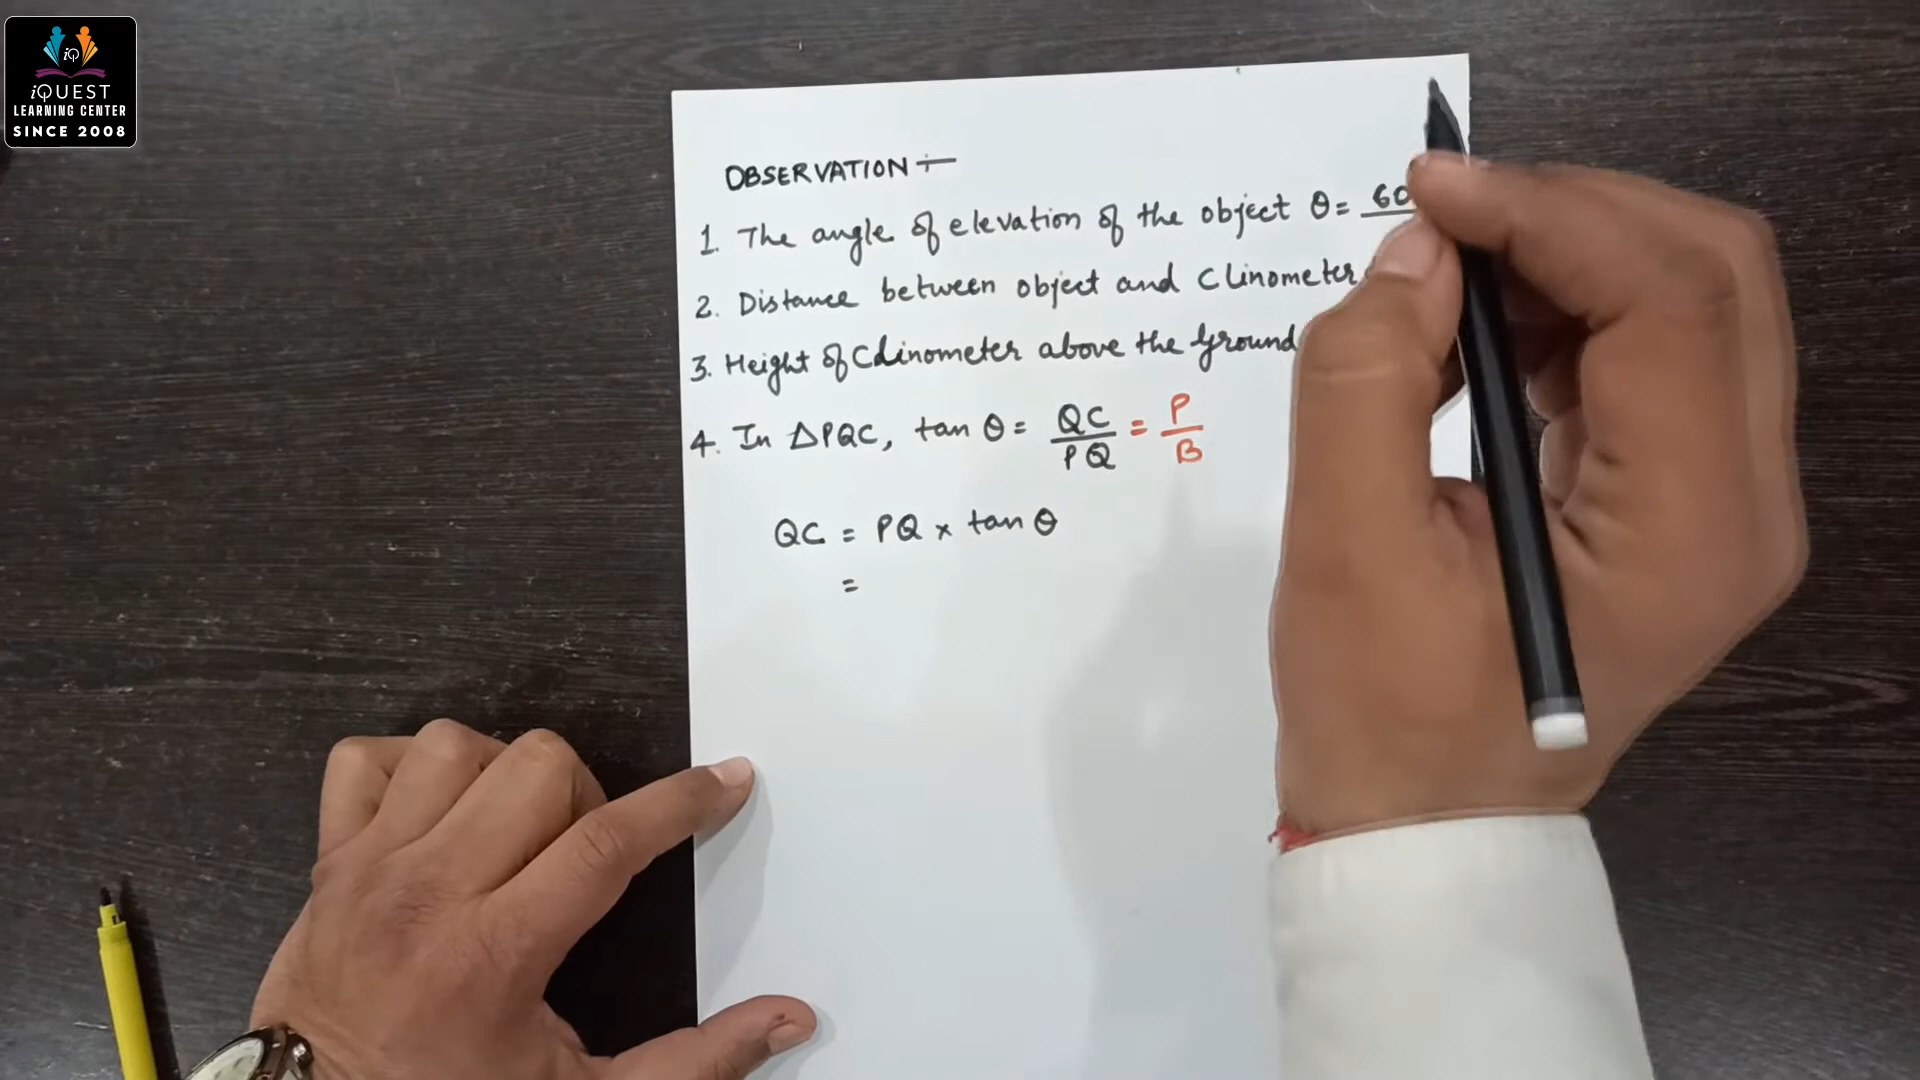 iQ
iQUEST
LEARNING CENTER
SINCE 2008
OBSERVATION :-
1. The angle of elevation of the object θ = 60
2. Distance between object and Clinometer
3. Height of Clinometer above the Ground
4. In ΔPQC, tan θ = QC/PQ = P/B
QC = PQ × tan θ
=